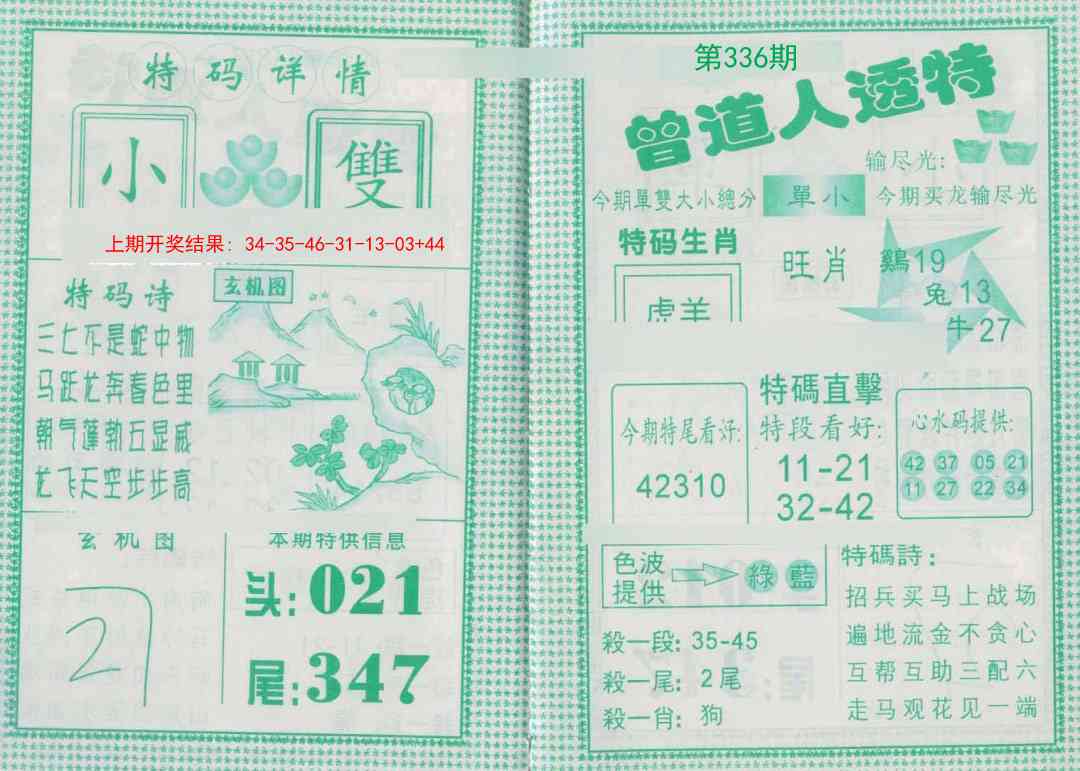 特码详情
小
雙
上期开奖结果：34-35-46-31-13-03+44
特码诗
三七不是蛇中物
马跃龙奔春色里
朝气蓬勃五显威
龙飞天空步步高
玄机图
玄机图
27
本期特供信息
头:021
尾:347
第336期
曾道人透特
输尽光:
今期單雙大小總分
單小
今期买龙输尽光
特码生肖
虎羊
旺肖
鷄19
兔13
牛27
今期特尾看好:
42310
特碼直擊
特段看好:
11-21
32-42
心水码提供:
42 37 05 21
11 27 22 34
色波
提供
綠藍
殺一段: 35-45
殺一尾: 2尾
殺一肖: 狗
特碼詩:
招兵买马上战场
遍地流金不贪心
互帮互助三配六
走马观花见一端